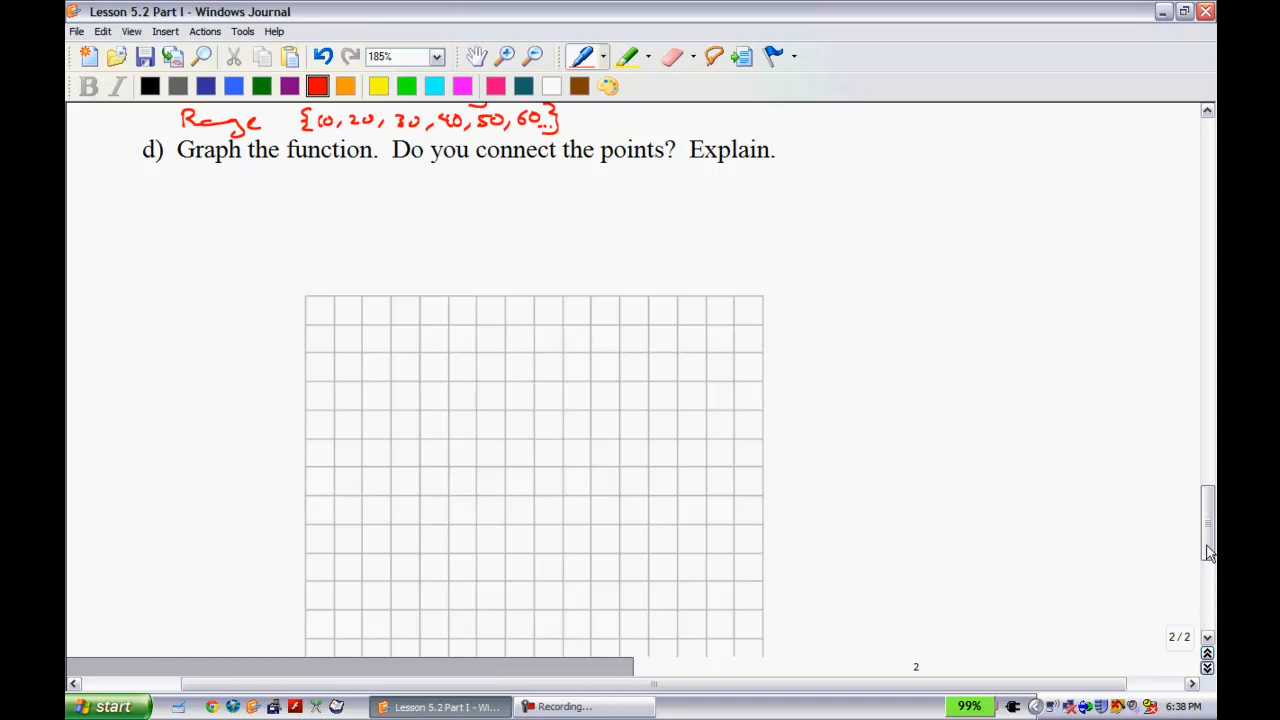 Lesson 5.2 Part I - Windows Journal
File Edit View Insert Actions Tools Help
185%
B I
Range {10, 20, 30, 40, 50, 60...}
d) Graph the function. Do you connect the points? Explain.
2/2
2
start
Lesson 5.2 Part I - Wi...
Recording...
99%
6:38 PM